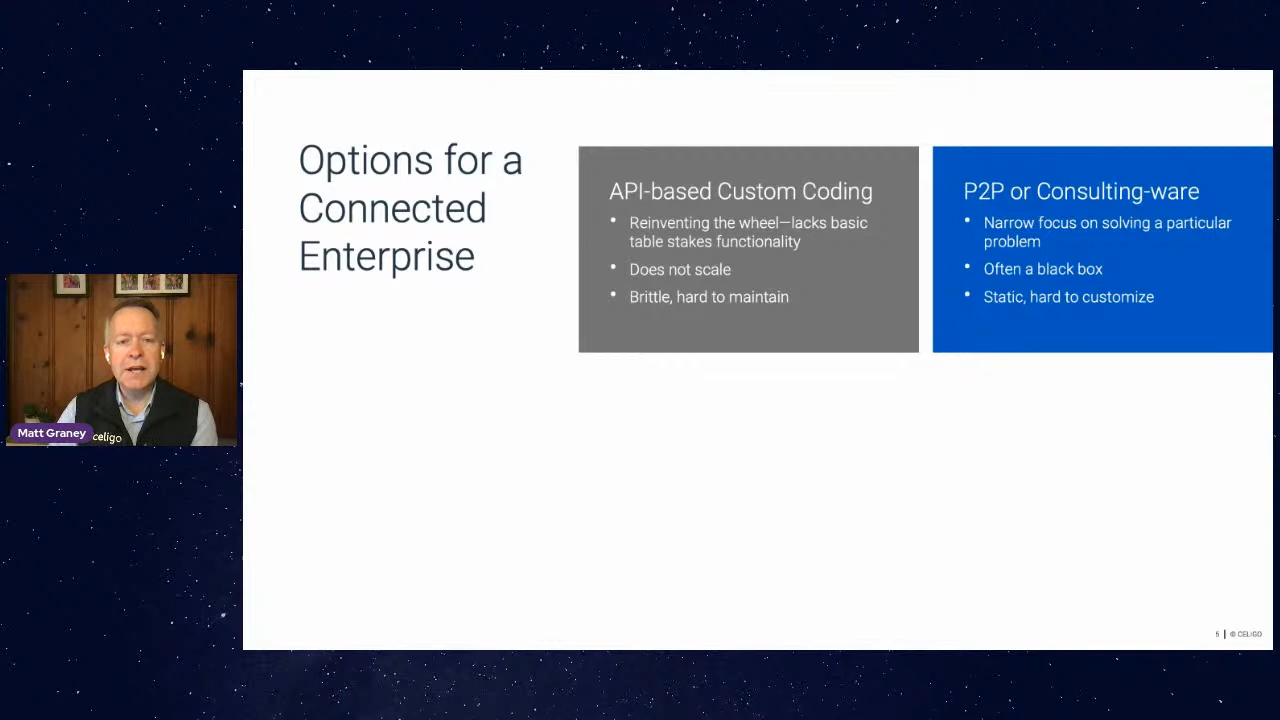 Options for a
Connected
Enterprise
API-based Custom Coding
• Reinventing the wheel—lacks basic
table stakes functionality
• Does not scale
• Brittle, hard to maintain
P2P or Consulting-ware
• Narrow focus on solving a particular
problem
• Often a black box
• Static, hard to customize
Matt Graney
celigo
5 | © CELIGO